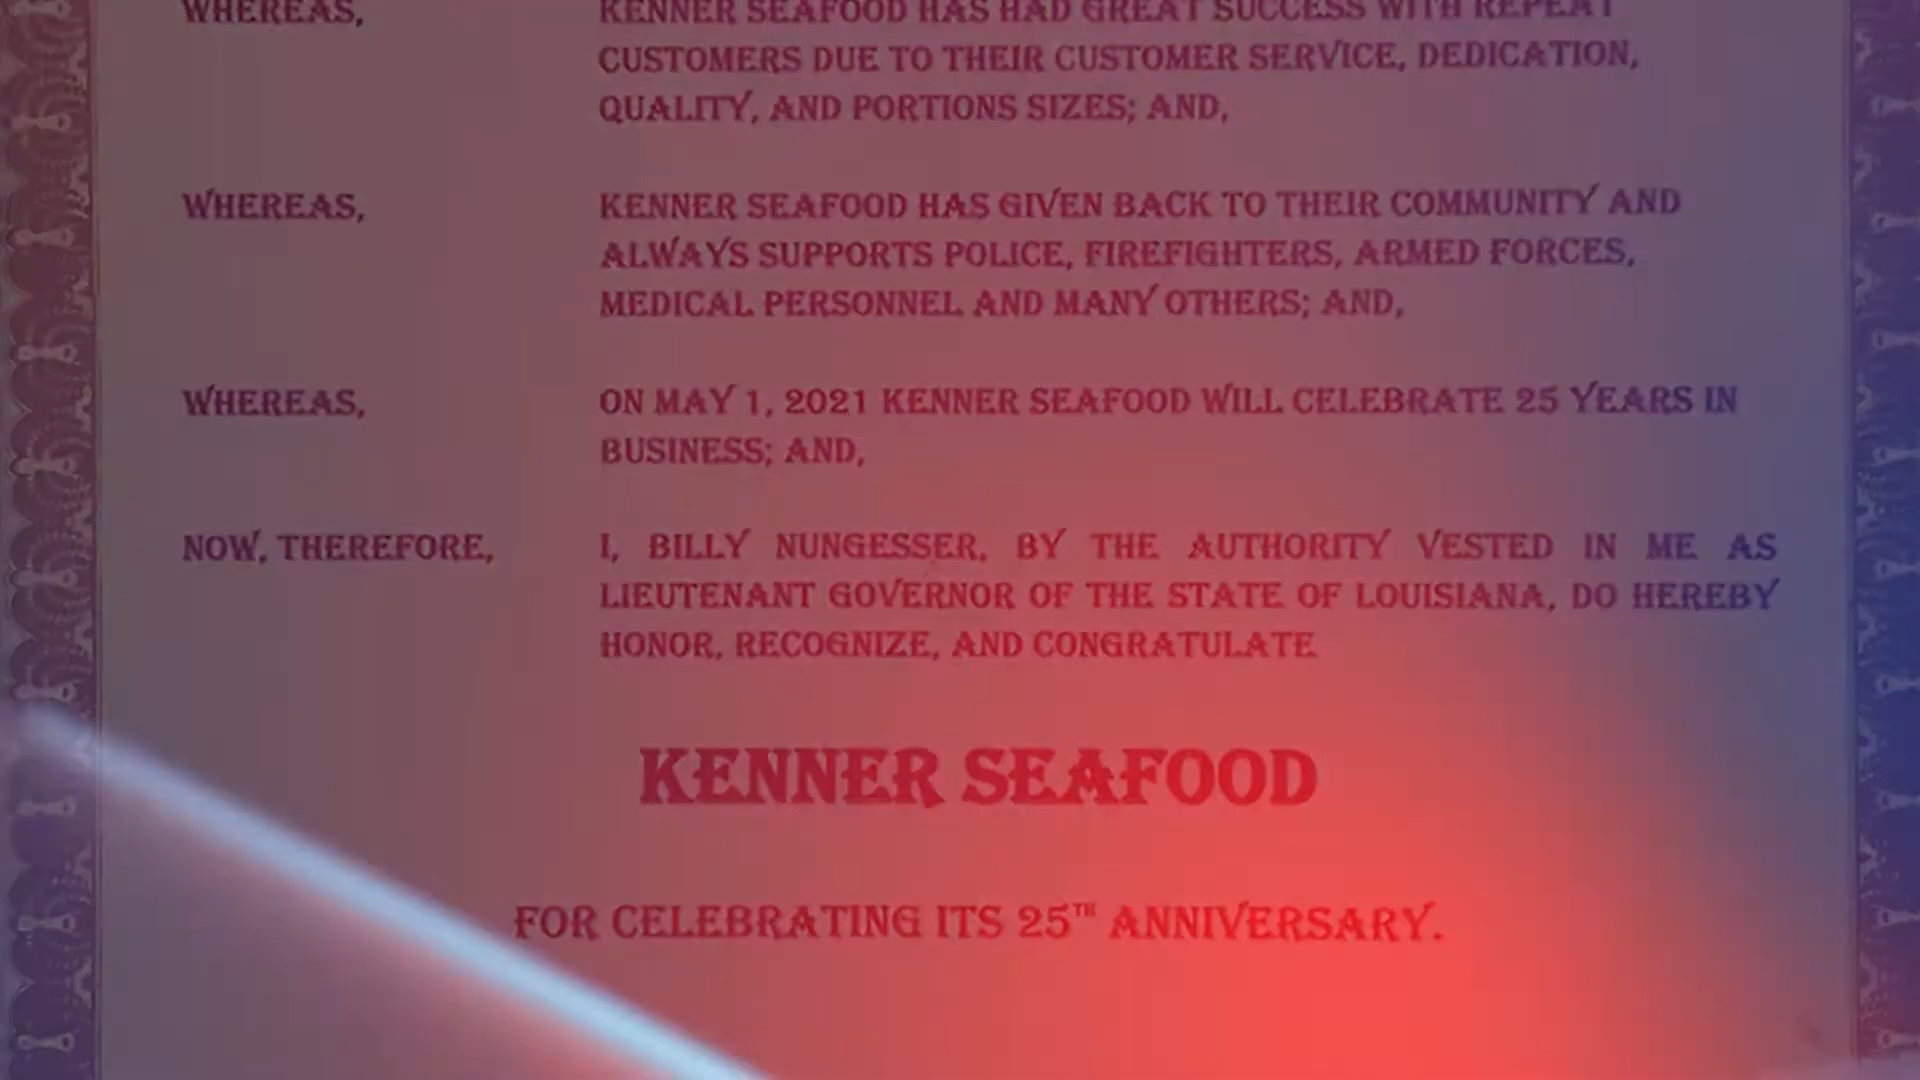 WHEREAS, KENNER SEAFOOD HAS HAD GREAT SUCCESS WITH REPEAT
CUSTOMERS DUE TO THEIR CUSTOMER SERVICE, DEDICATION,
QUALITY, AND PORTIONS SIZES; AND,
WHEREAS, KENNER SEAFOOD HAS GIVEN BACK TO THEIR COMMUNITY AND
ALWAYS SUPPORTS POLICE, FIREFIGHTERS, ARMED FORCES,
MEDICAL PERSONNEL AND MANY OTHERS; AND,
WHEREAS, ON MAY 1, 2021 KENNER SEAFOOD WILL CELEBRATE 25 YEARS IN
BUSINESS; AND,
NOW, THEREFORE, I, BILLY NUNGESSER, BY THE AUTHORITY VESTED IN ME AS
LIEUTENANT GOVERNOR OF THE STATE OF LOUISIANA, DO HEREBY
HONOR, RECOGNIZE, AND CONGRATULATE
KENNER SEAFOOD
FOR CELEBRATING ITS 25TH ANNIVERSARY.